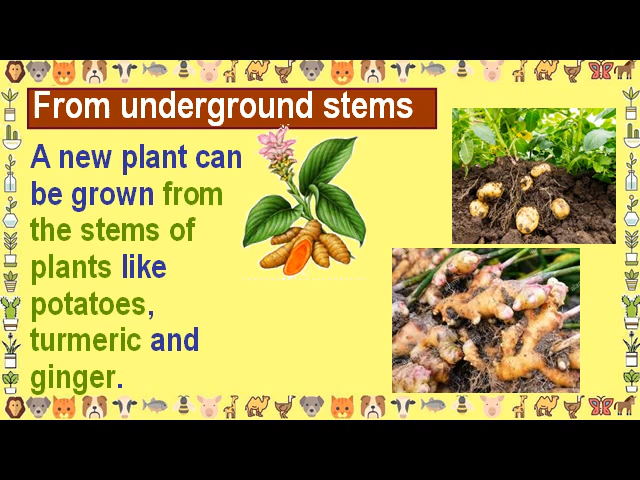 From underground stems
A new plant can
be grown from
the stems of
plants like
potatoes,
turmeric and
ginger.